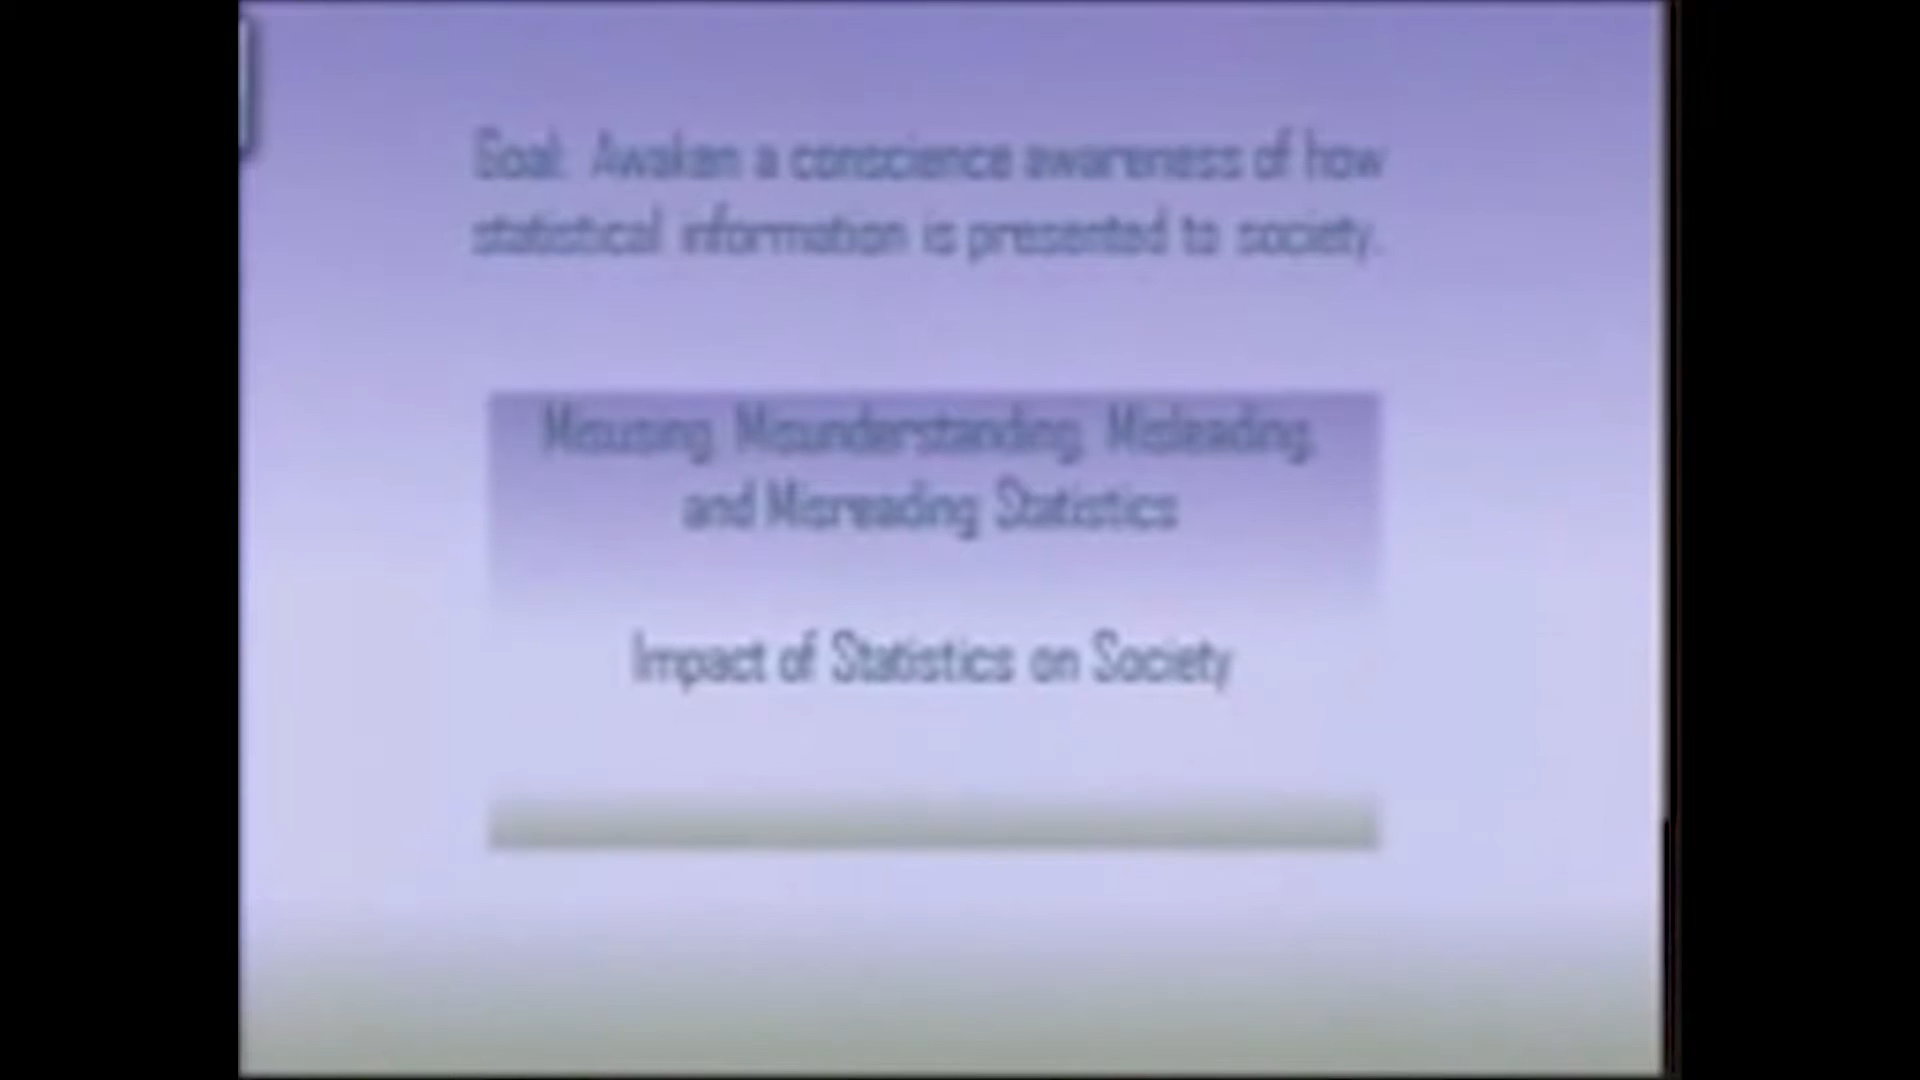 Goal: Awaken a conscience awareness of how
statistical information is presented to society.
Misusing, Misunderstanding, Misleading,
and Misreading Statistics
Impact of Statistics on Society